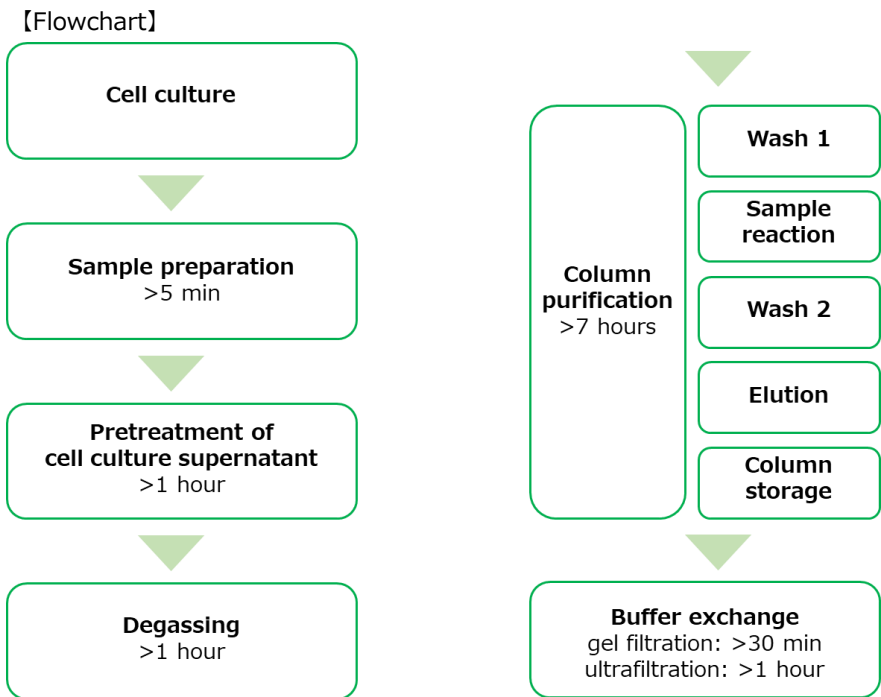 【Flowchart】
Cell culture
Sample preparation
>5 min
Pretreatment of
cell culture supernatant
>1 hour
Degassing
>1 hour
Column
purification
>7 hours
Wash 1
Sample
reaction
Wash 2
Elution
Column
storage
Buffer exchange
gel filtration: >30 min
ultrafiltration: >1 hour